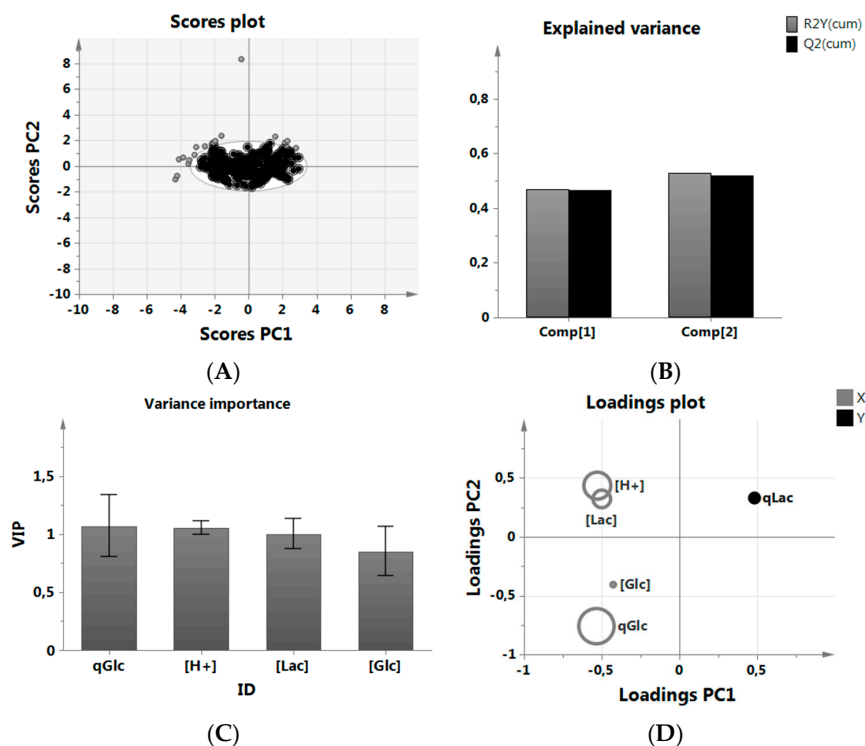 Scores plot
8
6
4
2
0
-2
-4
-6
-8
-10
-10 -8 -6 -4 -2 0 2 4 6 8
Scores PC2
Scores PC1
(A)
Explained variance
R2Y(cum)
Q2(cum)
0,8
0,6
0,4
0,2
0
Comp[1] Comp[2]
(B)
Variance importance
1,5
1
0,5
0
VIP
qGlc [H+] [Lac] [Glc]
ID
(C)
Loadings plot
X
Y
0,5
0
-0,5
-1
-1 -0,5 0 0,5
Loadings PC2
[H+]
[Lac]
qLac
[Glc]
qGlc
Loadings PC1
(D)